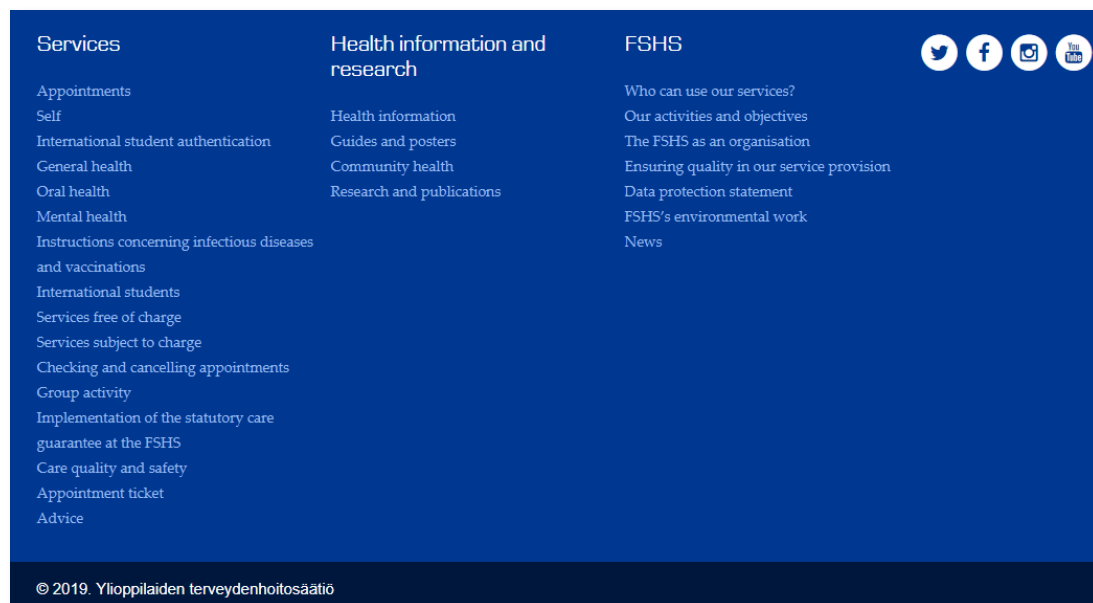 Services
Appointments
Self
International student authentication
General health
Oral health
Mental health
Instructions concerning infectious diseases
and vaccinations
International students
Services free of charge
Services subject to charge
Checking and cancelling appointments
Group activity
Implementation of the statutory care
guarantee at the FSHS
Care quality and safety
Appointment ticket
Advice
Health information and
research
Health information
Guides and posters
Community health
Research and publications
FSHS
Who can use our services?
Our activities and objectives
The FSHS as an organisation
Ensuring quality in our service provision
Data protection statement
FSHS's environmental work
News
You
Tube
© 2019. Ylioppilaiden terveydenhoitosäätiö